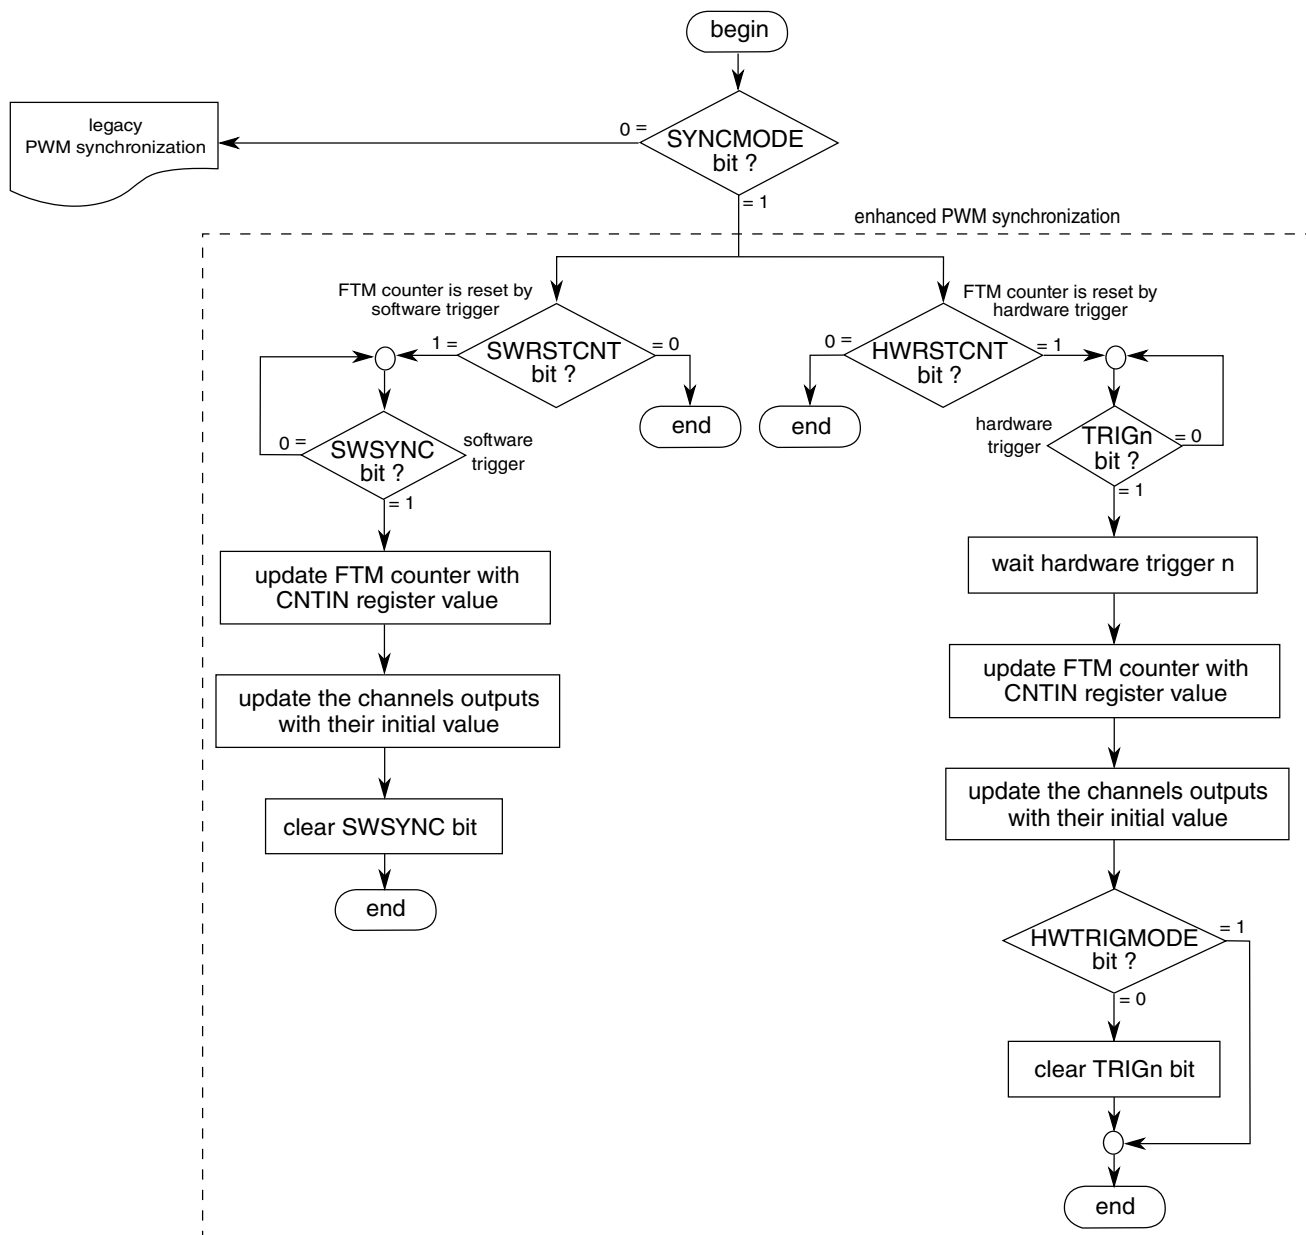 begin
legacy
PWM synchronization
0 =
SYNCMODE
bit ?
= 1
enhanced PWM synchronization
FTM counter is reset by
software trigger
FTM counter is reset by
hardware trigger
1 =
SWRSTCNT
bit ?
= 0
0 =
HWRSTCNT
bit ?
= 1
end
end
0 =
SWSYNC
bit ?
software
trigger
= 1
hardware
trigger
TRIGn
bit ?
= 0
= 1
update FTM counter with
CNTIN register value
wait hardware trigger n
update the channels outputs
with their initial value
update FTM counter with
CNTIN register value
clear SWSYNC bit
update the channels outputs
with their initial value
end
HWTRIGMODE
bit ?
= 1
= 0
clear TRIGn bit
end